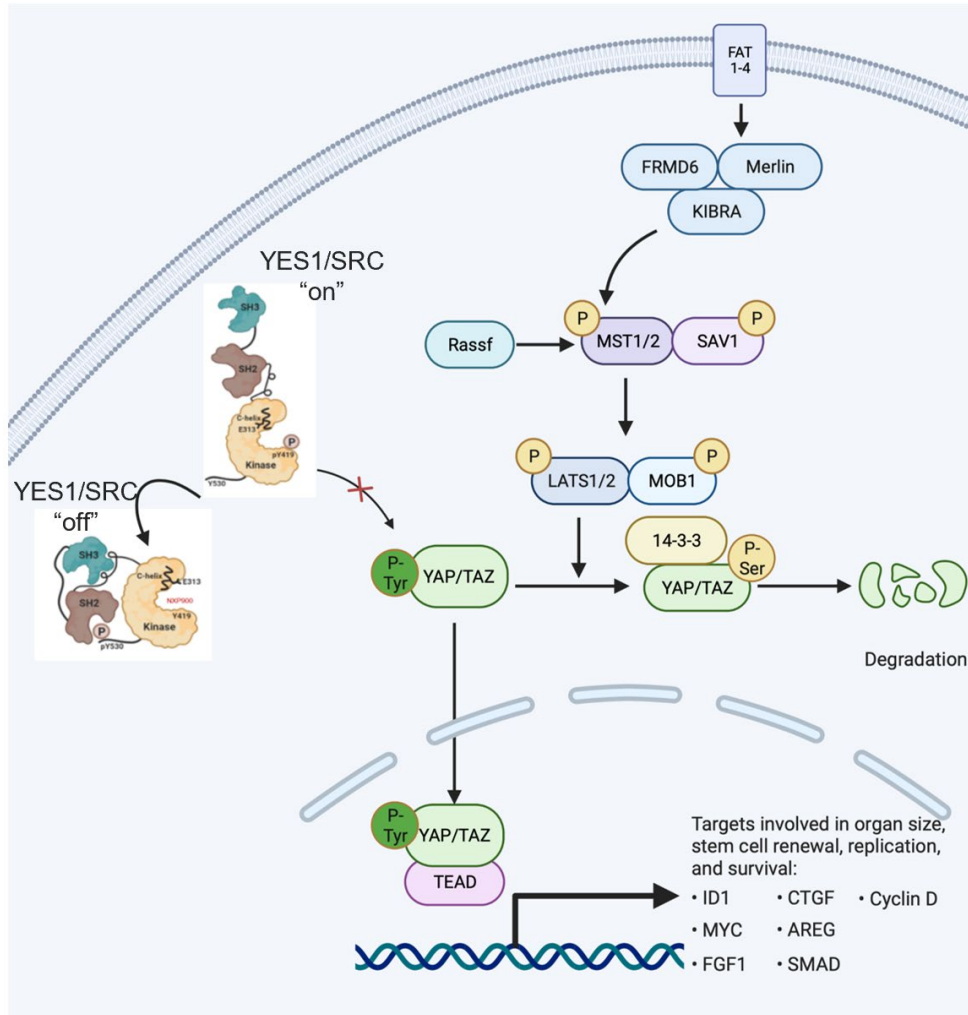 FAT
1-4
FRMD6
Merlin
KIBRA
YES1/SRC
“on”
SH3
SH2
C-helix
E313
P
pY419
Kinase
Y530
Rassf
P
MST1/2
SAV1
P
P
LATS1/2
MOB1
P
YES1/SRC
“off”
SH3
C-helix
E313
NXP900
SH2
Y419
P
Kinase
pY530
P-
Tyr
YAP/TAZ
14-3-3
P-
Ser
YAP/TAZ
Degradation
P-
Tyr
YAP/TAZ
TEAD
Targets involved in organ size,
stem cell renewal, replication,
and survival:
• ID1 • CTGF • Cyclin D
• MYC • AREG
• FGF1 • SMAD